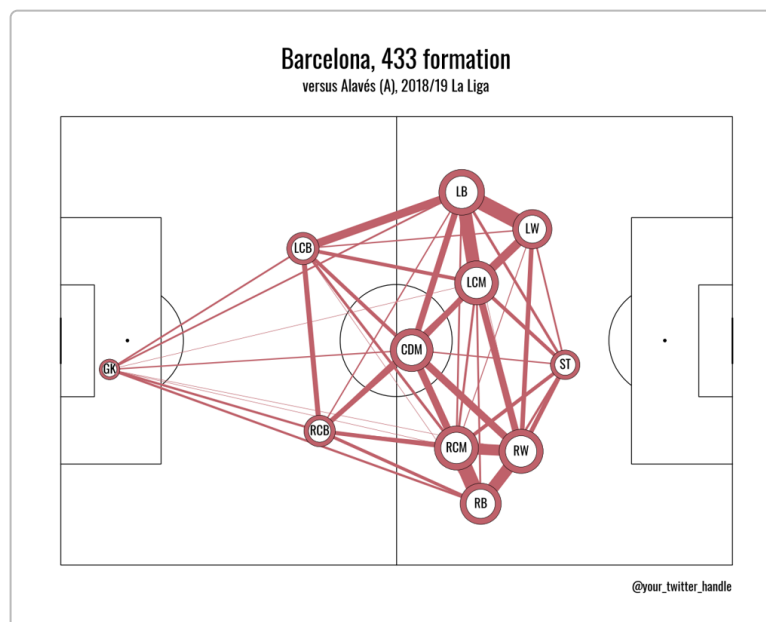 Barcelona, 433 formation
versus Alavés (A), 2018/19 La Liga
LB
LW
LCB
LCM
CDM
ST
GK
RCB
RCM
RW
RB
@your_twitter_handle